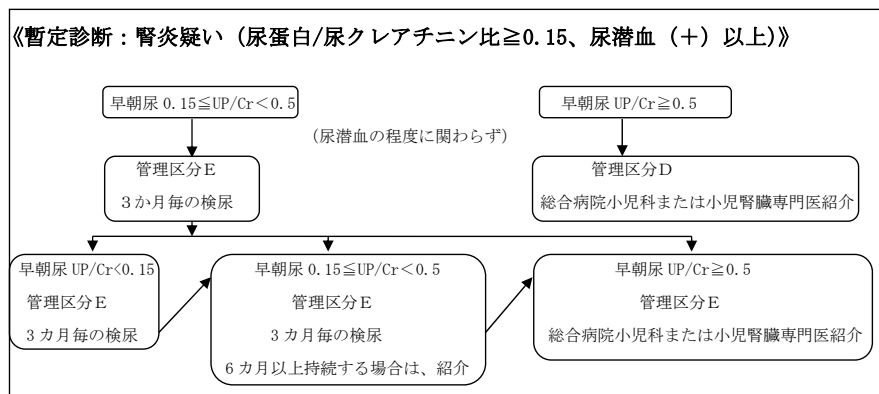 《暫定診断：腎炎疑い（尿蛋白/尿クレアチニン比≧0.15、尿潜血（＋）以上）》
早朝尿 0.15≦UP/Cr＜0.5
早朝尿 UP/Cr≧0.5
（尿潜血の程度に関わらず）
管理区分Ｅ
３か月毎の検尿
管理区分Ｄ
総合病院小児科または小児腎臓専門医紹介
早朝尿 UP/Cr<0.15
管理区分Ｅ
３カ月毎の検尿
早朝尿 0.15≦UP/Cr＜0.5
管理区分Ｅ
３カ月毎の検尿
６カ月以上持続する場合は、紹介
早朝尿 UP/Cr≧0.5
管理区分Ｅ
総合病院小児科または小児腎臓専門医紹介